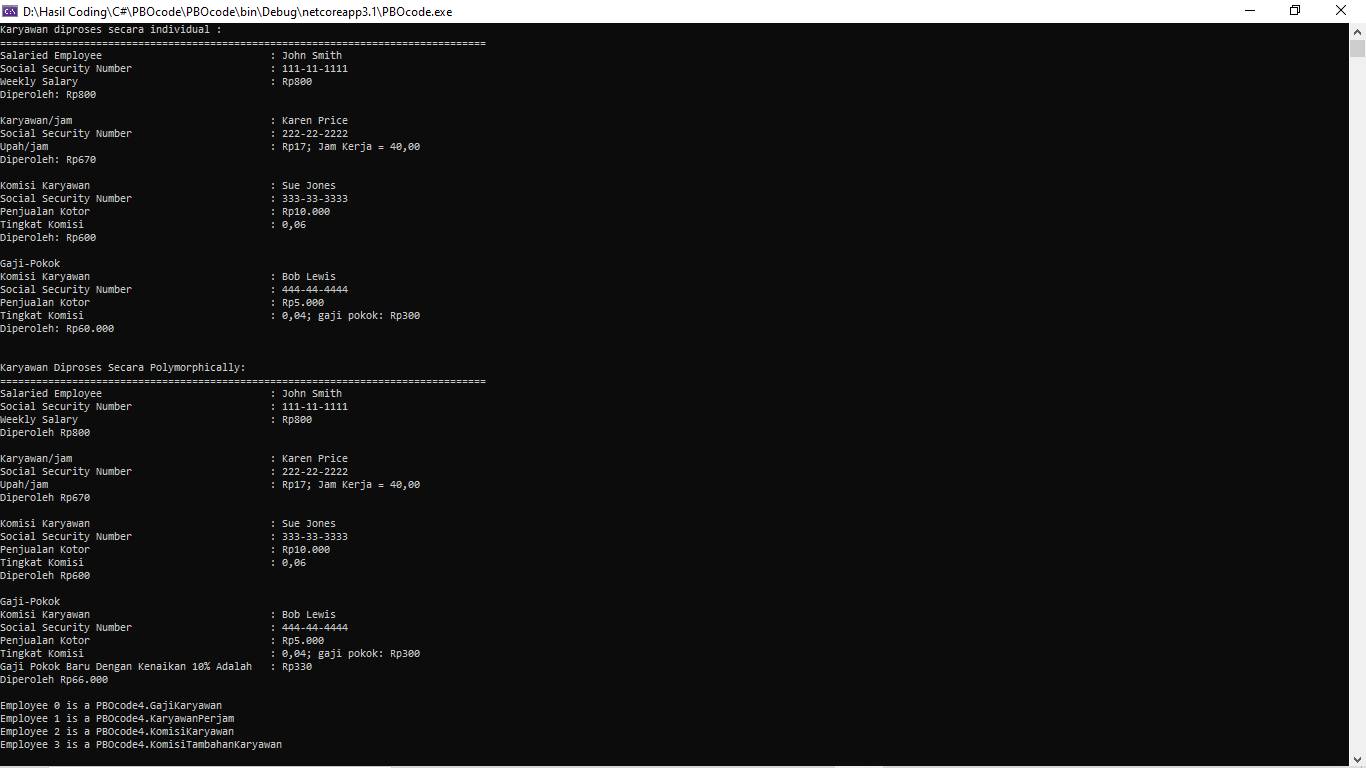 D:\Hasil Coding\C#\PBOcode\PBOcode\bin\Debug\netcoreapp3.1\PBOcode.exe
Karyawan diproses secara individual :
=================================================================================
Salaried Employee : John Smith
Social Security Number : 111-11-1111
Weekly Salary : Rp800
Diperoleh: Rp800
Karyawan/jam : Karen Price
Social Security Number : 222-22-2222
Upah/jam : Rp17; Jam Kerja = 40,00
Diperoleh: Rp670
Komisi Karyawan : Sue Jones
Social Security Number : 333-33-3333
Penjualan Kotor : Rp10.000
Tingkat Komisi : 0,06
Diperoleh: Rp600
Gaji-Pokok
Komisi Karyawan : Bob Lewis
Social Security Number : 444-44-4444
Penjualan Kotor : Rp5.000
Tingkat Komisi : 0,04; gaji pokok: Rp300
Diperoleh: Rp60.000
Karyawan Diproses Secara Polymorphically:
=================================================================================
Salaried Employee : John Smith
Social Security Number : 111-11-1111
Weekly Salary : Rp800
Diperoleh Rp800
Karyawan/jam : Karen Price
Social Security Number : 222-22-2222
Upah/jam : Rp17; Jam Kerja = 40,00
Diperoleh Rp670
Komisi Karyawan : Sue Jones
Social Security Number : 333-33-3333
Penjualan Kotor : Rp10.000
Tingkat Komisi : 0,06
Diperoleh Rp600
Gaji-Pokok
Komisi Karyawan : Bob Lewis
Social Security Number : 444-44-4444
Penjualan Kotor : Rp5.000
Tingkat Komisi : 0,04; gaji pokok: Rp300
Gaji Pokok Baru Dengan Kenaikan 10% Adalah : Rp330
Diperoleh Rp66.000
Employee 0 is a PBOcode4.GajiKaryawan
Employee 1 is a PBOcode4.KaryawanPerjam
Employee 2 is a PBOcode4.KomisiKaryawan
Employee 3 is a PBOcode4.KomisiTambahanKaryawan